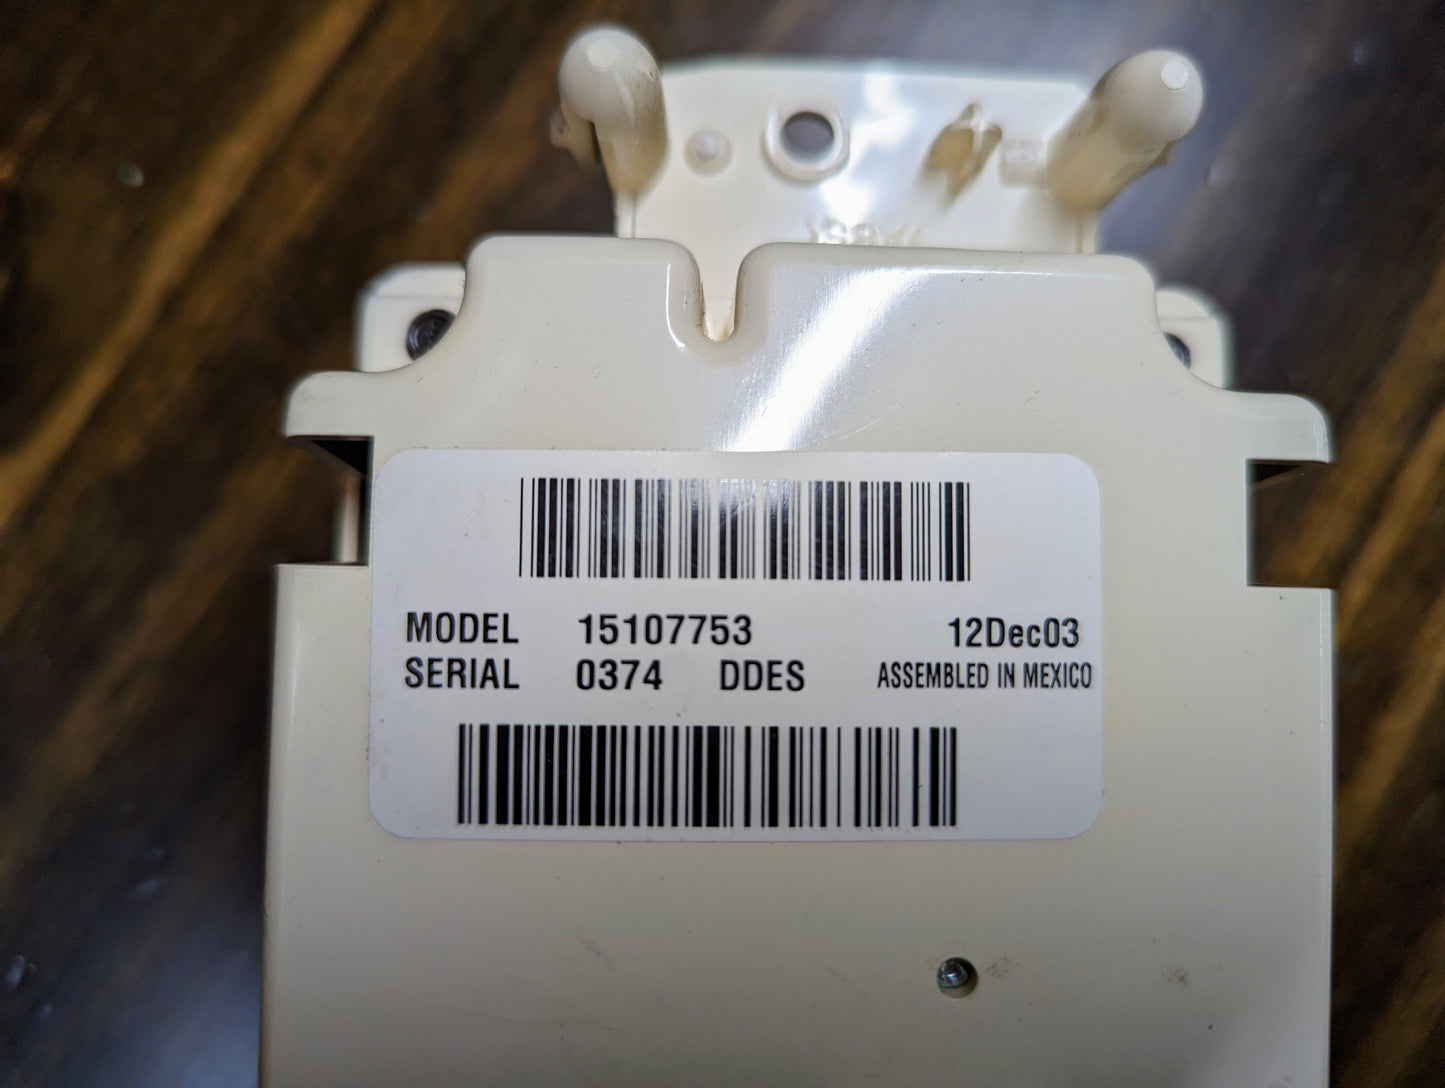 MODEL 15107753 12Dec03
SERIAL 0374 DDES ASSEMBLED IN MEXICO